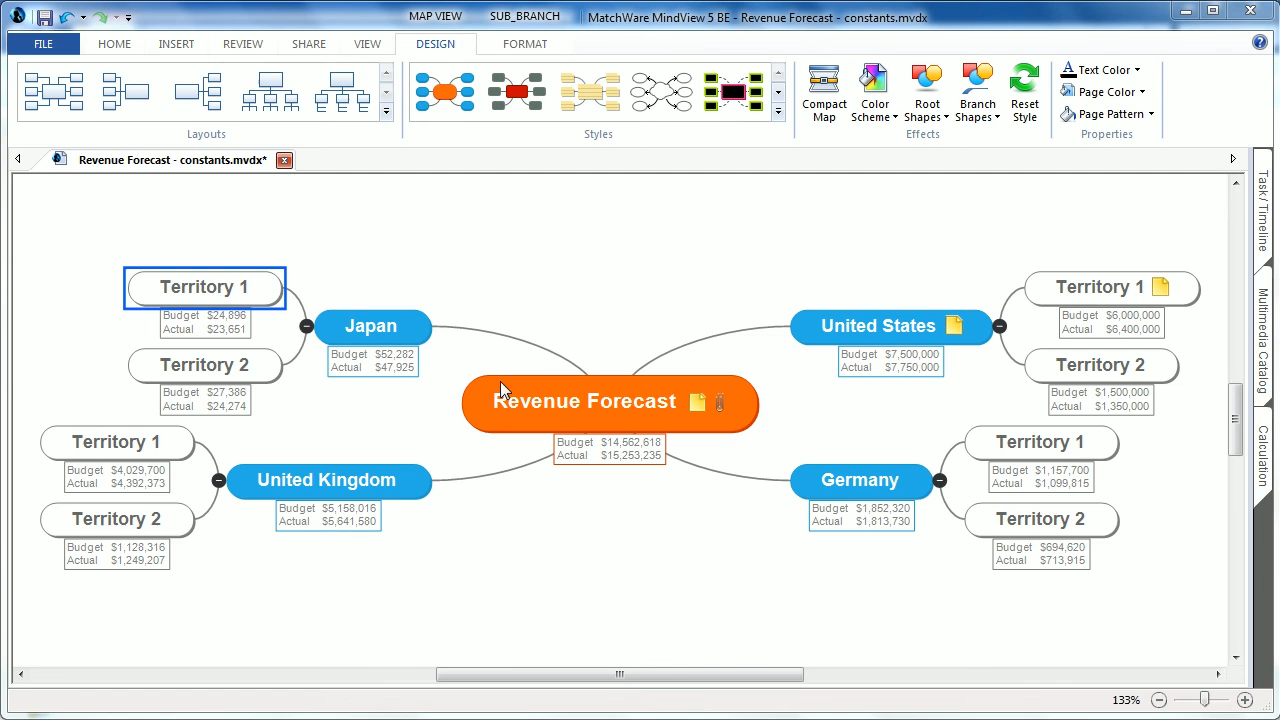 MAP VIEW SUB_BRANCH MatchWare MindView 5 BE - Revenue Forecast - constants.mvdx
FILE HOME INSERT REVIEW SHARE VIEW DESIGN FORMAT
Compact Map
Color Scheme
Root Shapes
Branch Shapes
Reset Style
Text Color
Page Color
Page Pattern
Layouts Styles Effects Properties
Revenue Forecast - constants.mvdx*
Task / Timeline
Multimedia Catalog
Calculation
Territory 1
Budget $24,896
Actual $23,651
Territory 2
Budget $27,386
Actual $24,274
Japan
Budget $52,282
Actual $47,925
United States
Budget $7,500,000
Actual $7,750,000
Territory 1
Budget $6,000,000
Actual $6,400,000
Territory 2
Budget $1,500,000
Actual $1,350,000
Revenue Forecast
Budget $14,562,618
Actual $15,253,235
Territory 1
Budget $4,029,700
Actual $4,392,373
Territory 2
Budget $1,128,316
Actual $1,249,207
United Kingdom
Budget $5,158,016
Actual $5,641,580
Germany
Budget $1,852,320
Actual $1,813,730
Territory 1
Budget $1,157,700
Actual $1,099,815
Territory 2
Budget $694,620
Actual $713,915
133%